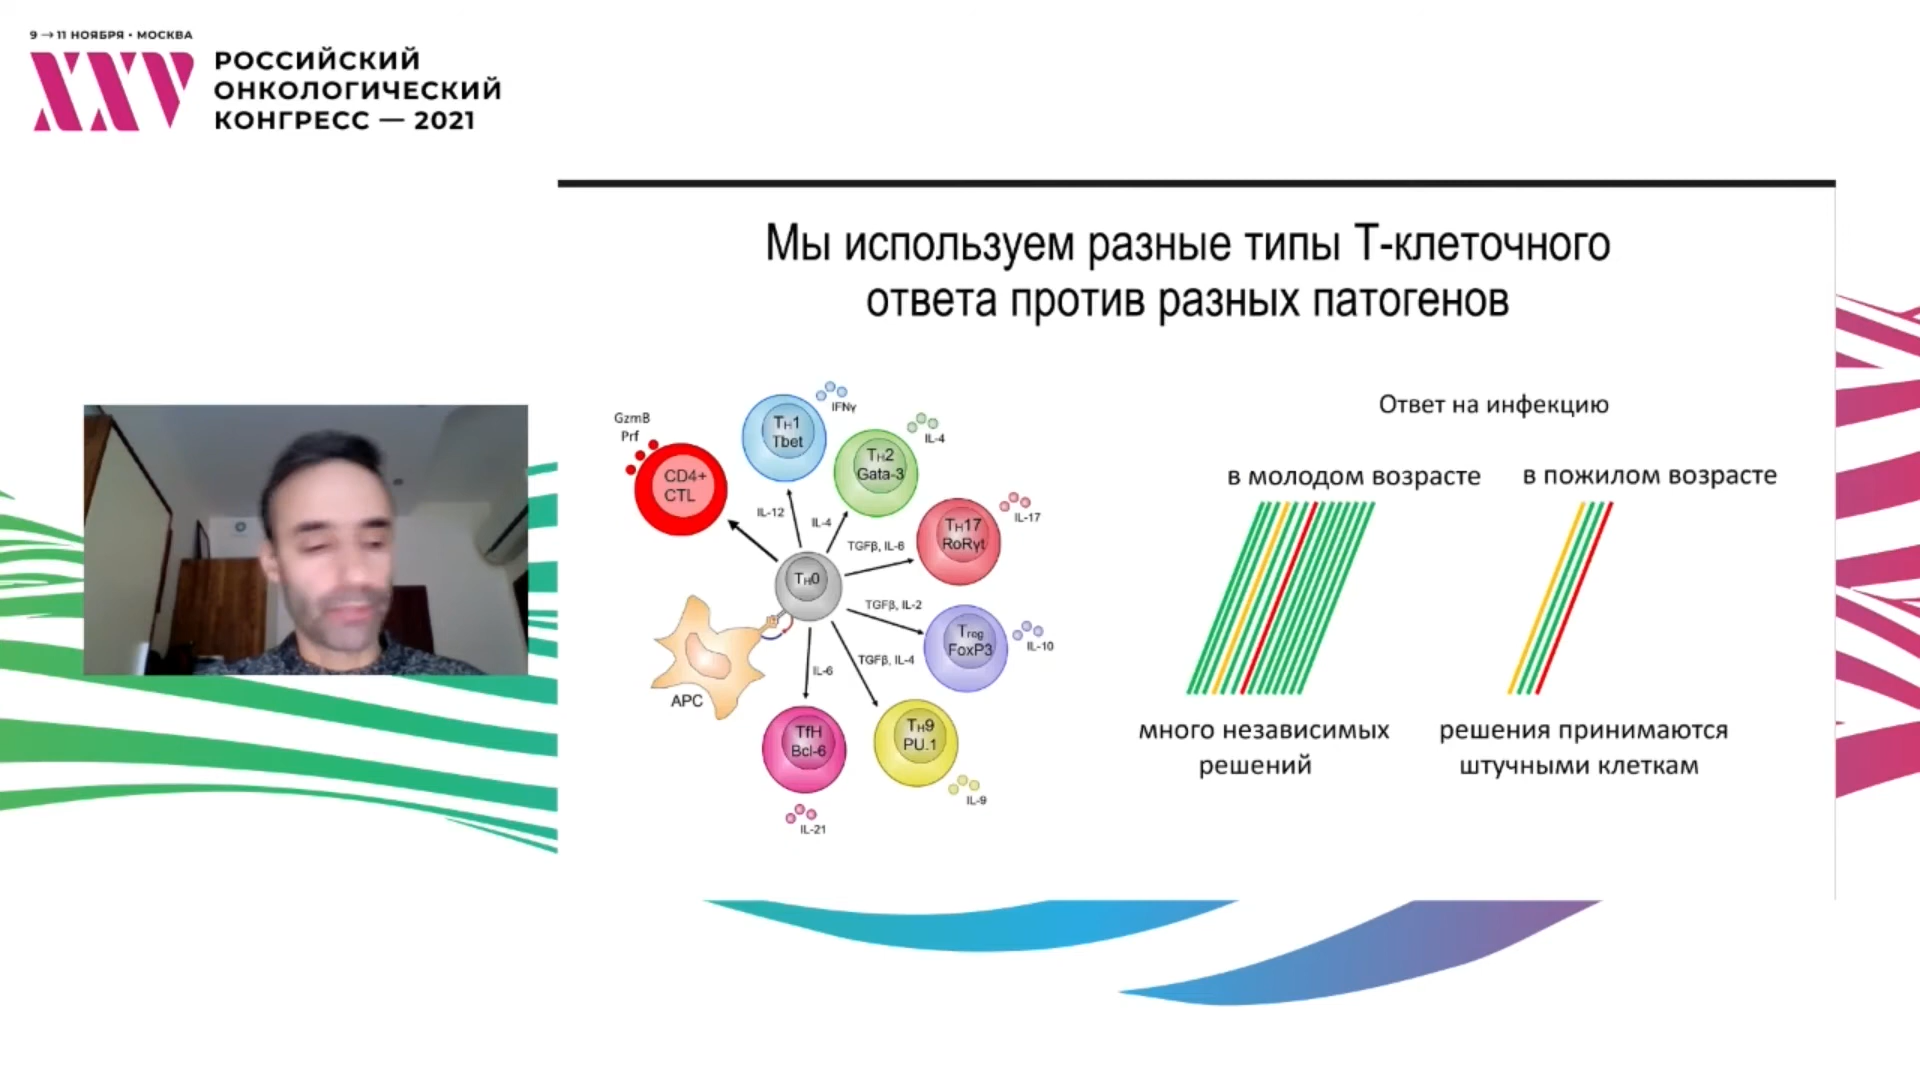 9→11 НОЯБРЯ • МОСКВА
XXV
РОССИЙСКИЙ
ОНКОЛОГИЧЕСКИЙ
КОНГРЕСС — 2021
Мы используем разные типы Т-клеточного
ответа против разных патогенов
GzmB
Prf
CD4+
CTL
TH1
Tbet
IFNγ
TH2
Gata-3
IL-4
TH17
RoRγt
IL-17
IL-12
IL-4
TGFβ, IL-6
TH0
TGFβ, IL-2
Treg
FoxP3
IL-10
TGFβ, IL-4
IL-6
APC
TfH
Bcl-6
IL-21
TH9
PU.1
IL-9
Ответ на инфекцию
в молодом возрасте
в пожилом возрасте
много независимых
решений
решения принимаются
штучными клеткам